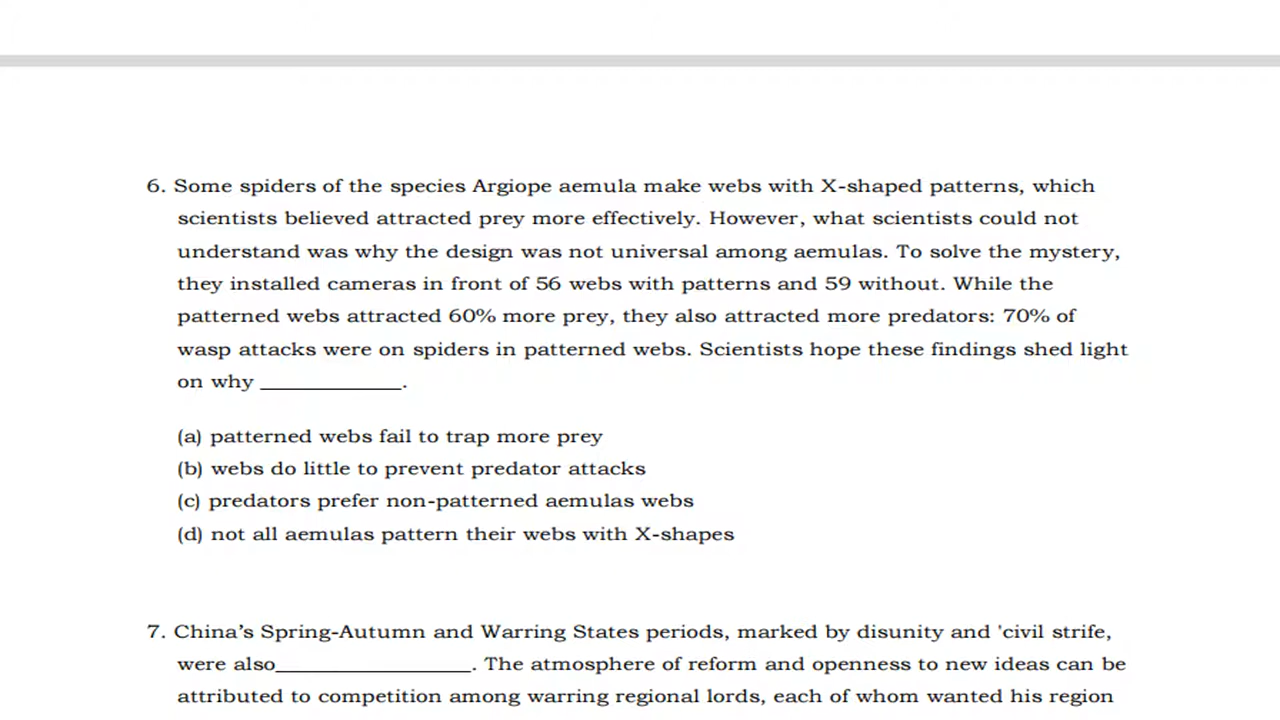 6. Some spiders of the species Argiope aemula make webs with X-shaped patterns, which
scientists believed attracted prey more effectively. However, what scientists could not
understand was why the design was not universal among aemulas. To solve the mystery,
they installed cameras in front of 56 webs with patterns and 59 without. While the
patterned webs attracted 60% more prey, they also attracted more predators: 70% of
wasp attacks were on spiders in patterned webs. Scientists hope these findings shed light
on why ______________.
(a) patterned webs fail to trap more prey
(b) webs do little to prevent predator attacks
(c) predators prefer non-patterned aemulas webs
(d) not all aemulas pattern their webs with X-shapes
7. China’s Spring-Autumn and Warring States periods, marked by disunity and 'civil strife,
were also___________________. The atmosphere of reform and openness to new ideas can be
attributed to competition among warring regional lords, each of whom wanted his region